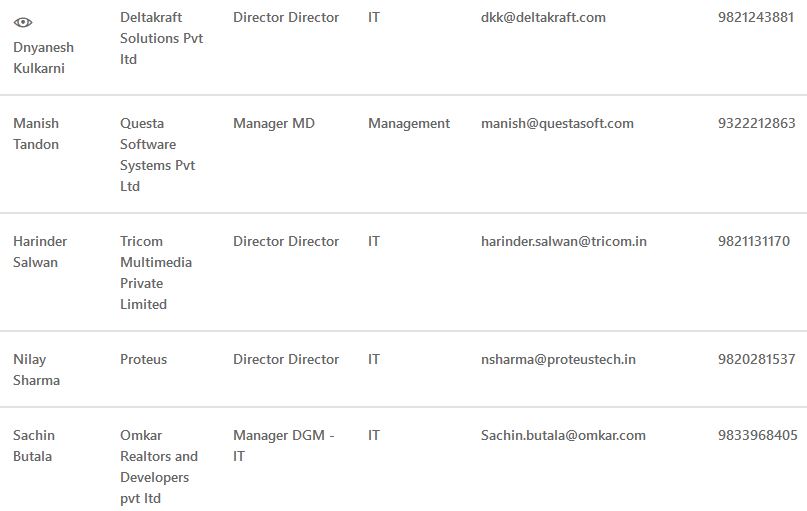 Dnyanesh Kulkarni Deltakraft Solutions Pvt ltd Director Director IT dkk@deltakraft.com 9821243881
Manish Tandon Questa Software Systems Pvt Ltd Manager MD Management manish@questasoft.com 9322212863
Harinder Salwan Tricom Multimedia Private Limited Director Director IT harinder.salwan@tricom.in 9821131170
Nilay Sharma Proteus Director Director IT nsharma@proteustech.in 9820281537
Sachin Butala Omkar Realtors and Developers pvt ltd Manager DGM - IT IT Sachin.butala@omkar.com 9833968405